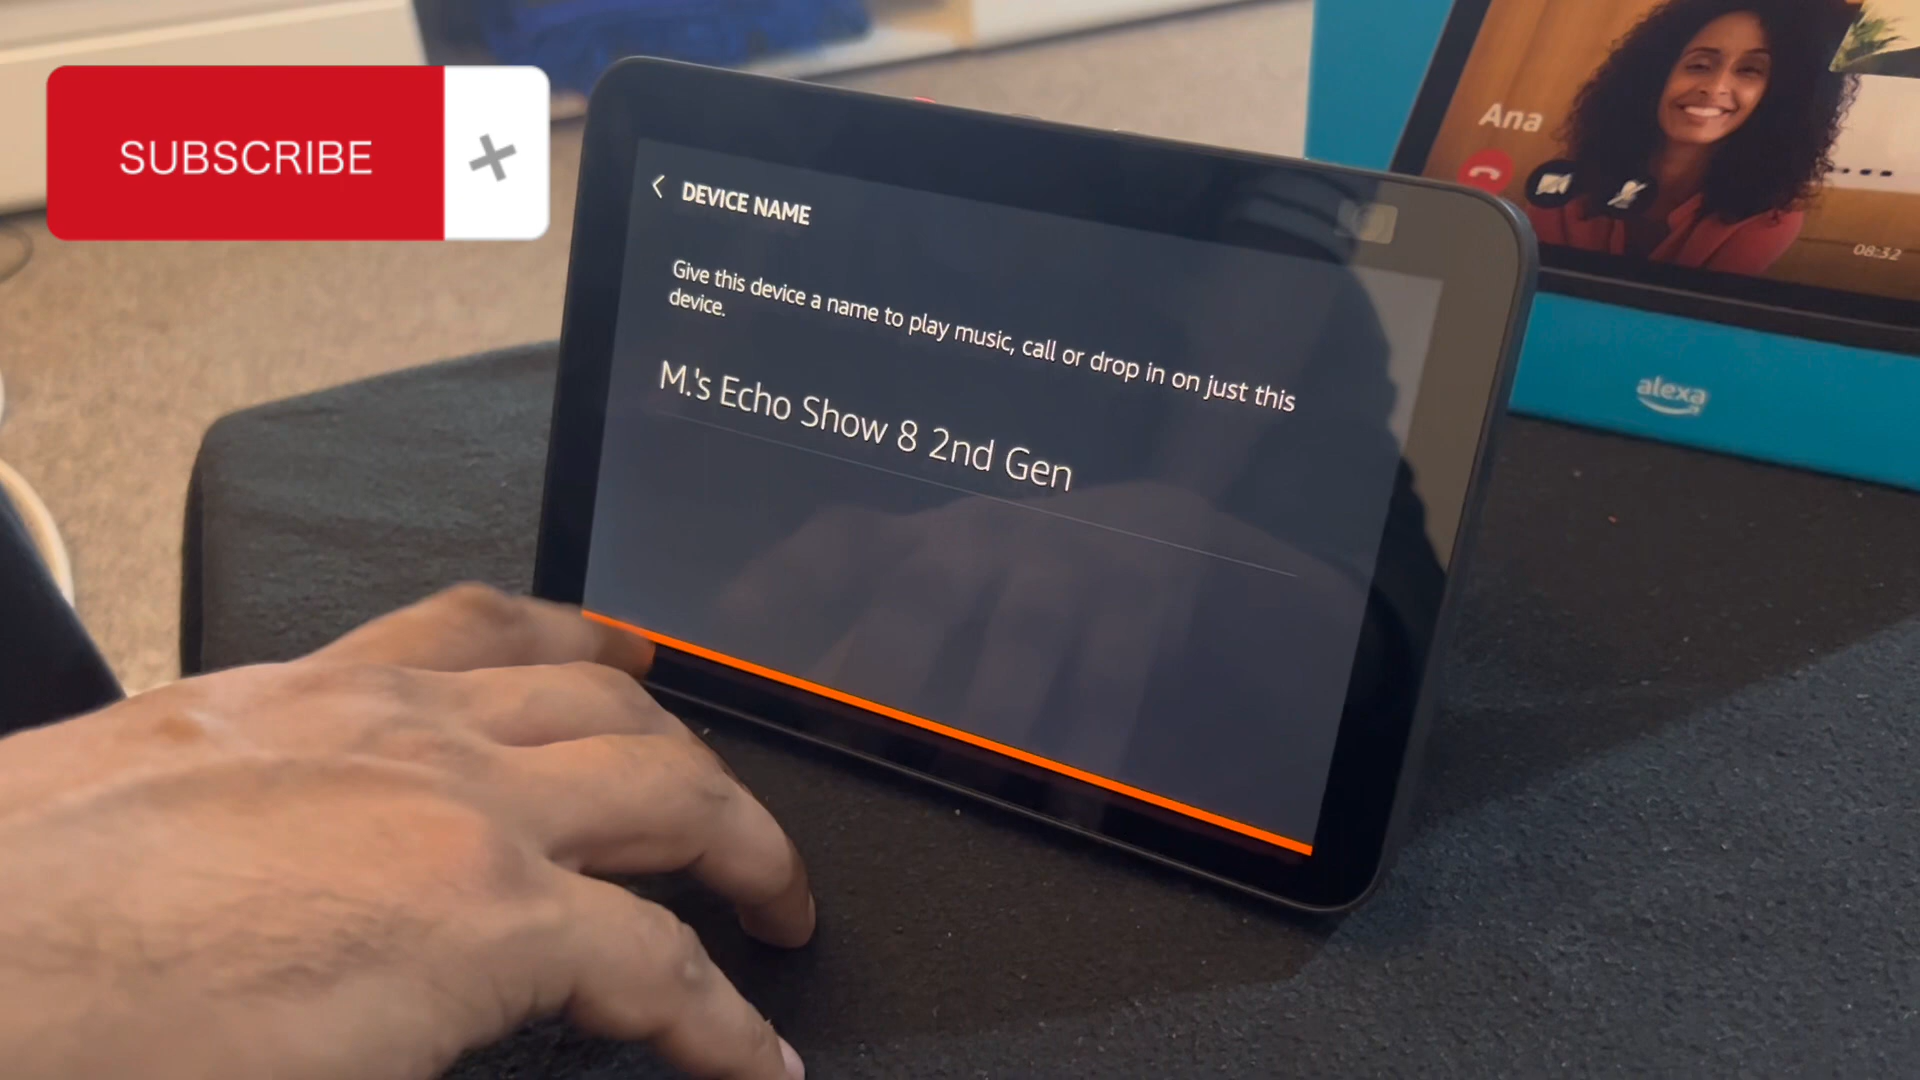 SUBSCRIBE
DEVICE NAME
Give this device a name to play music, call or drop in on just this
device.
M.'s Echo Show 8 2nd Gen
Ana
08:32
alexa